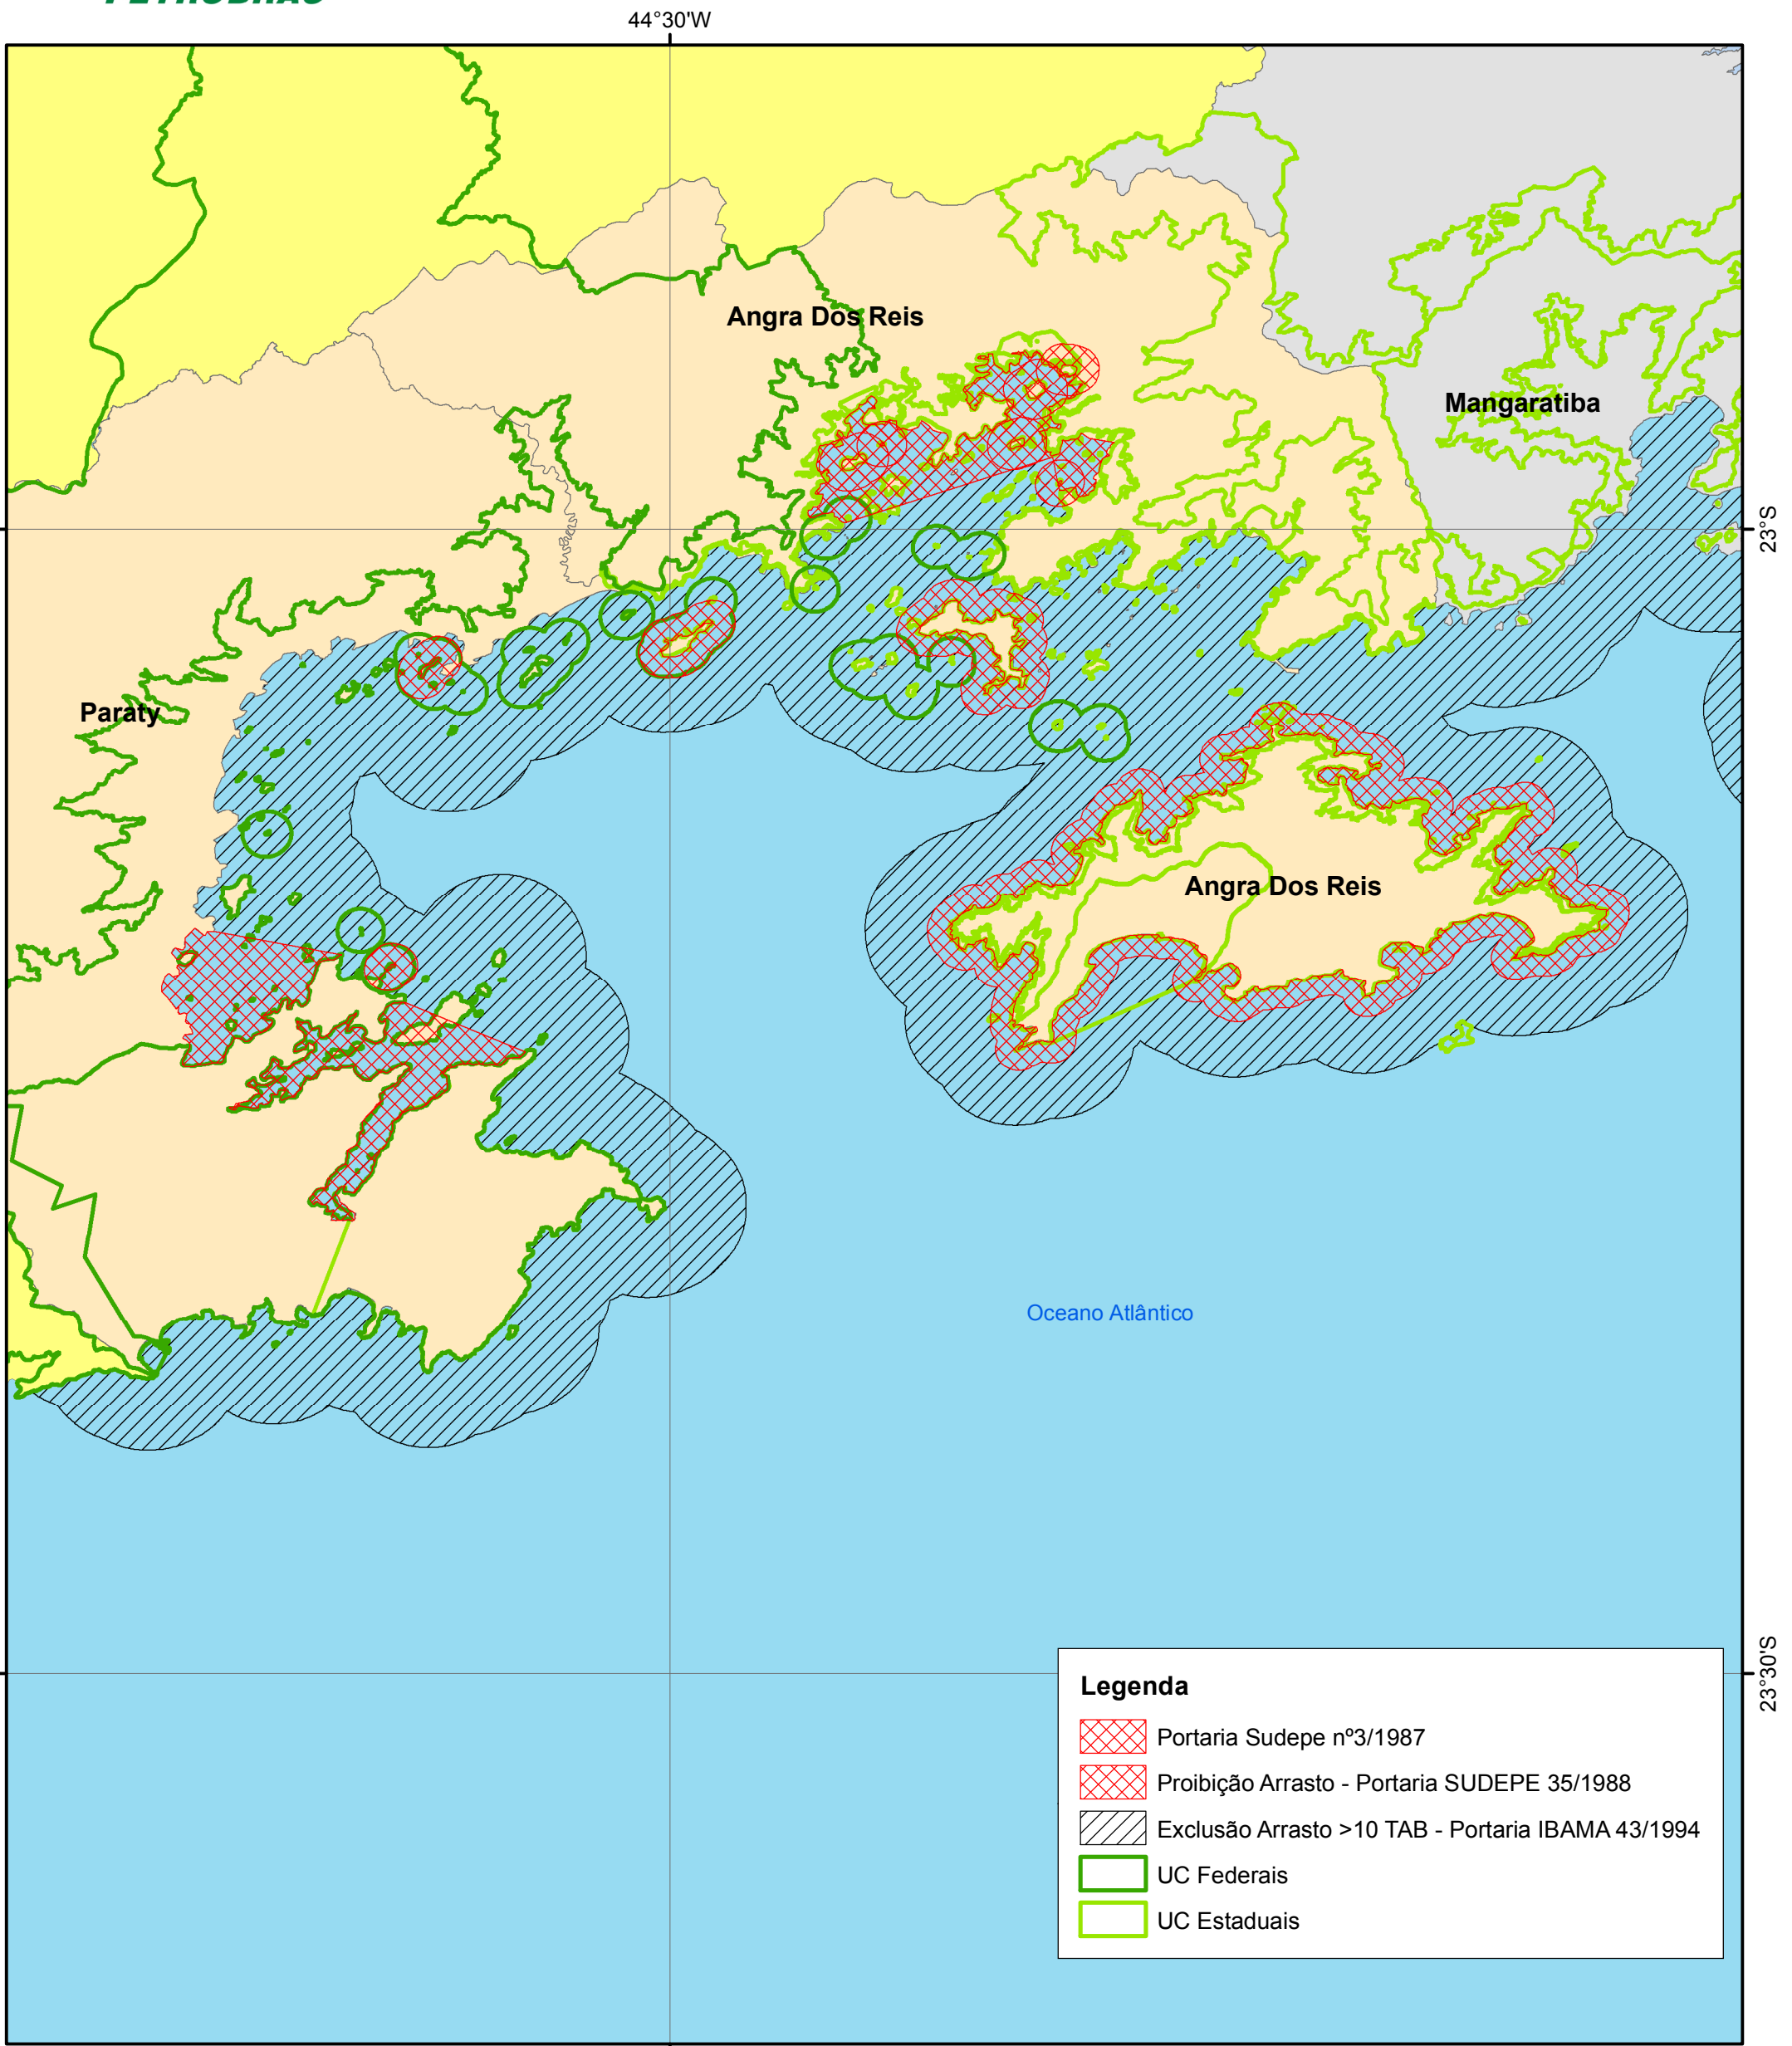 PETROBRAS
44°30'W
Angra Dos Reis
Mangaratiba
23°S
Paraty
Angra Dos Reis
Oceano Atlântico
23°30'S
Legenda
Portaria Sudepe nº3/1987
Proibição Arrasto - Portaria SUDEPE 35/1988
Exclusão Arrasto >10 TAB - Portaria IBAMA 43/1994
UC Federais
UC Estaduais